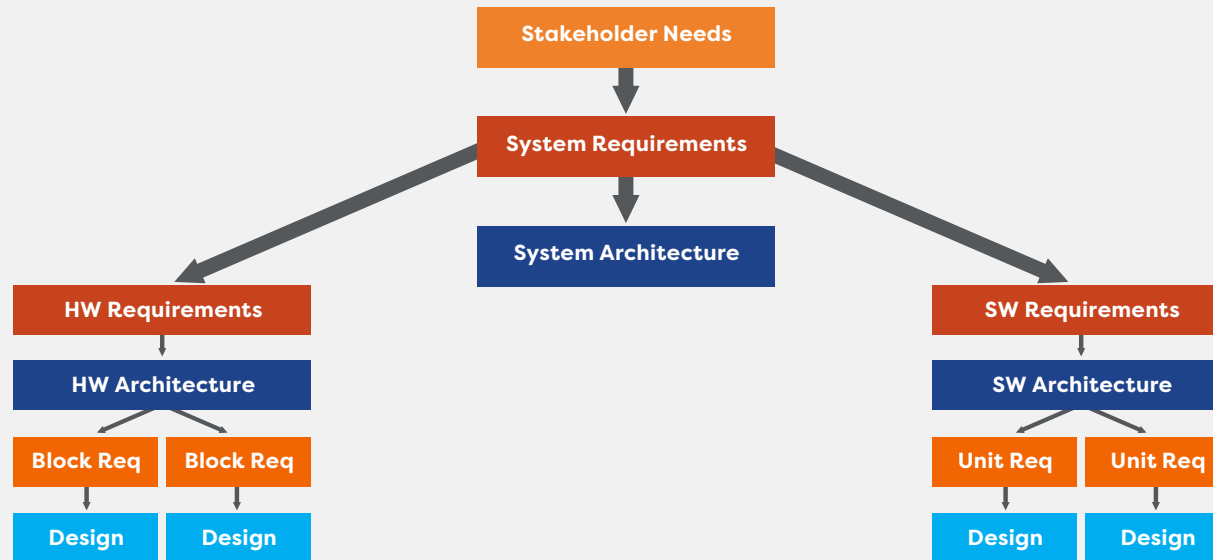 Stakeholder Needs
System Requirements
System Architecture
HW Requirements
SW Requirements
HW Architecture
SW Architecture
Block Req
Block Req
Unit Req
Unit Req
Design
Design
Design
Design